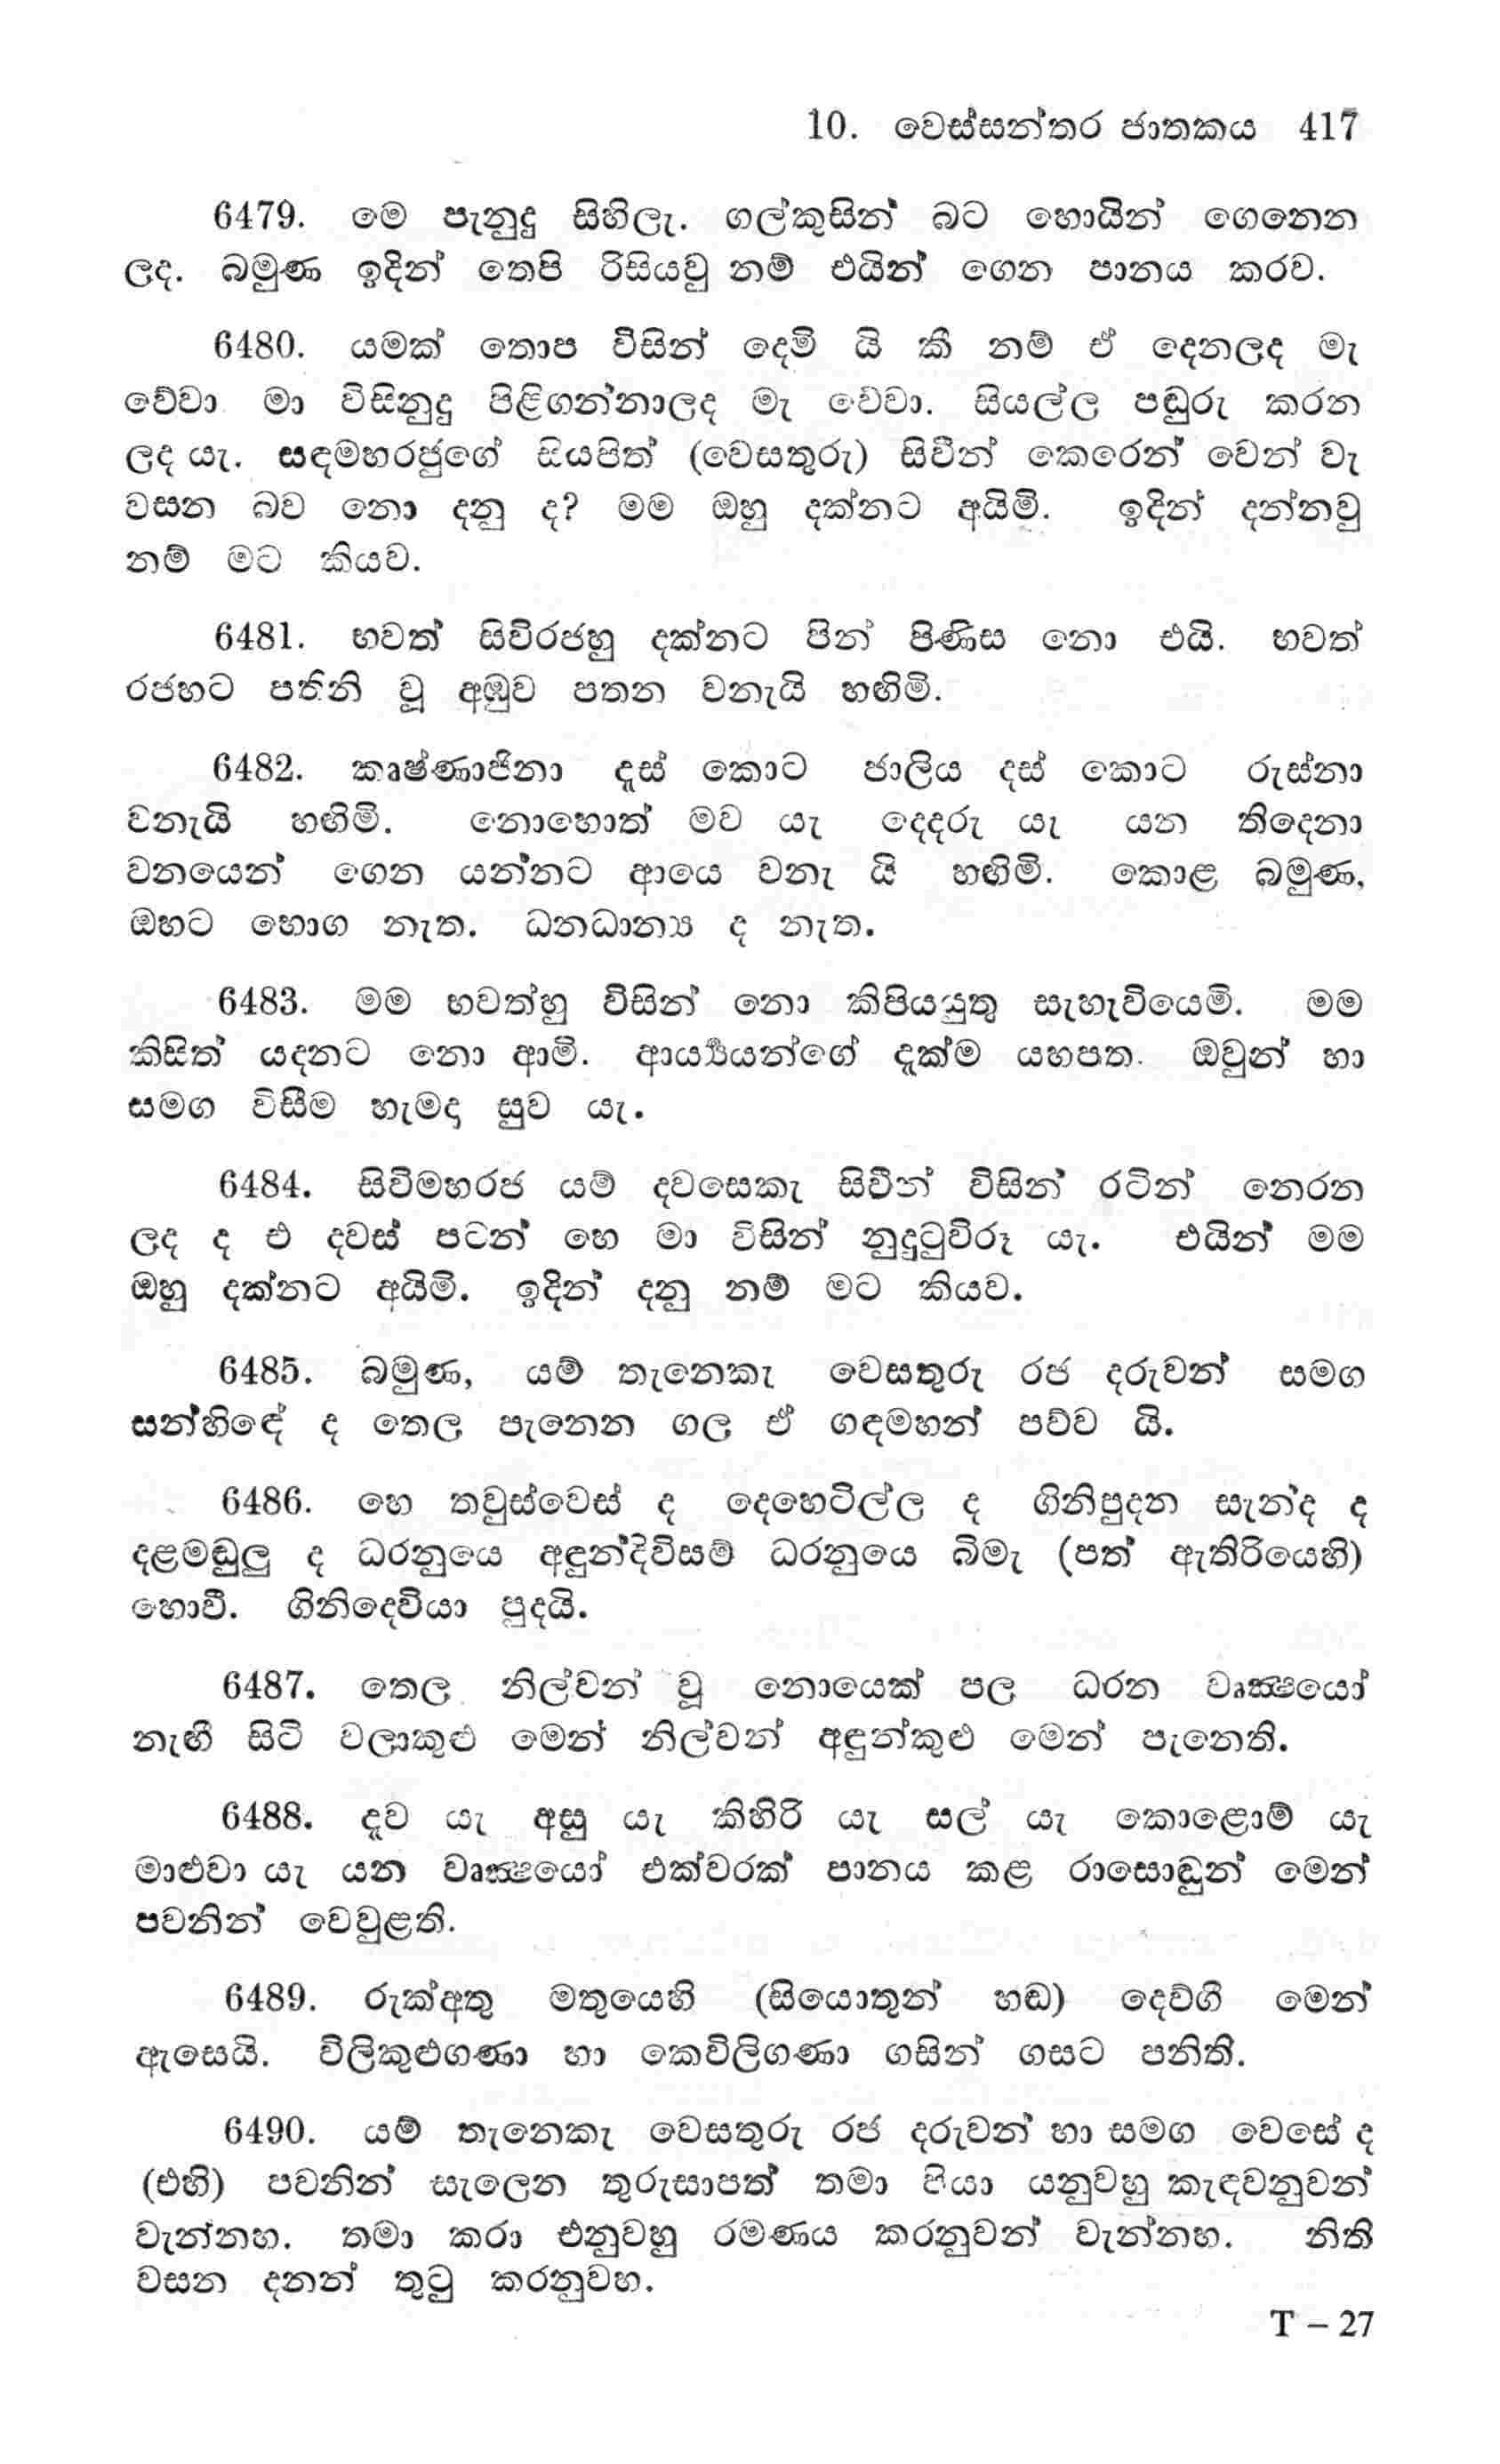 10. වෙස්සන්තර ජාතකය 417
6479. මෙ පැනුදු සිහිලැ. ගල්කුසින් බට හොයින් ගෙනෙන
ලද. බමුණ ඉදින් තෙපි රිසියවු නම් එයින් ගෙන පානය කරව.
6480. යමක් තොප විසින් දෙමි යි කී නම් ඒ දෙනලද මැ
වේවා මා විසිනුදු පිළිගන්නාලද මැ වෙවා. සියල්ල පඬුරු කරන
ලද යැ. සඳමහරජුගේ සියපිත් (වෙසතුරු) සිවීන් කෙරෙන් වෙන් වැ
වසන බව නො දනු ද? මම ඔහු දක්නට අයිමි. ඉදින් දන්නවු
නම් මට කියව.
6481. භවත් සිවිරජහු දක්නට පින් පිණිස නො එයි. භවත්
රජහට පතිනි වූ අඹුව පතන වනැයි හඟිමි.
6482. කෘෂ්ණාජිනා දූස් කොට ජාලිය දස් කොට රුස්නා
වනැයි හඟිමි. නොහොත් මව යැ දෙදරු යැ යන තිදෙනා
වනයෙන් ගෙන යන්නට ආයෙ වනැ යි හඟිමි. කොළ බමුණ,
ඔහට භොග නැත. ධනධාන්‍ය ද නැත.
6483. මම භවත්හු විසින් නො කිපියයුතු සැහැවියෙමි. මම
කිසිත් යදනට නො ආමි. ආර්‍ය්‍යයන්ගේ දැක්ම යහපත. ඔවුන් හා
සමග විසීම හැමදා සුව යැ.
6484. සිවිමහරජ යම් දවසෙකැ සිවීන් විසින් රටින් නෙරන
ලද ද එ දවස් පටන් හෙ මා විසින් නුදුටුවිරූ යැ. එයින් මම
ඔහු දක්නට අයිමි. ඉදින් දනු නම් මට කියව.
6485. බමුණ, යම් තැනෙකැ වෙසතුරු රජ දරුවන් සමග
සන්හිඳේ ද තෙල පැනෙන ගල ඒ ගඳමහන් පව්ව යි.
6486. හෙ තවුස්වෙස් ද දෙහෙටිල්ල ද ගිනිපුදන සැන්ද ද
දළමඬුලු ද ධරනුයෙ අඳුන්දිවිසම් ධරනුයෙ බිමැ (පත් ඇතිරියෙහි)
හොවී. ගිනිදෙවියා පුදයි.
6487. තෙල නිල්වන් වූ නොයෙක් පල ධරන වෘක්‍ෂයෝ
නැඟී සිටි වලාකුළු මෙන් නිල්වන් අඳුන්කුළු මෙන් පැනෙති.
6488. දූව යැ අසු යැ කිහිරි යැ සල් යැ කොළොම් යැ
මාළුවා යැ යන වෘක්‍ෂයෝ එක්වරක් පානය කළ රාසොඬුන් මෙන්
පවනින් වෙවුළති.
6489. රුක්අතු මතුයෙහි (සියොතුන් හඬ) දෙව්ගී මෙන්
ඇසෙයි. විලිකුළුගණා හා කෙවිලිගණා ගසින් ගසට පනිති.
6490. යම් තැනෙකැ වෙසතුරු රජ දරුවන් හා සමග වෙසේ ද
(එහි) පවනින් සැලෙන තුරුසාපත් තමා පියා යනුවහු කැඳවනුවන්
වැන්නහ. තමා කරා එනුවහු රමණය කරනුවන් වැන්නහ. නිති
වසන දනන් තුටු කරනුවහ.
T – 27